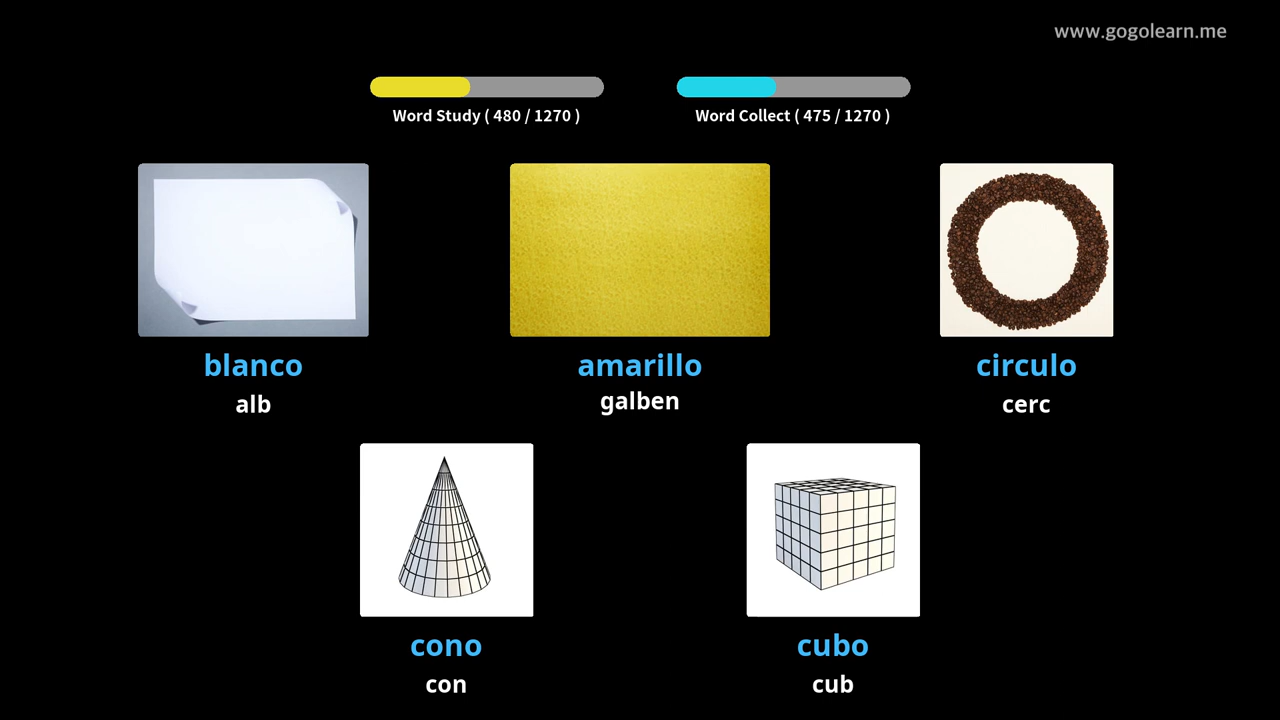 www.gogolearn.me
Word Study ( 480 / 1270 )
Word Collect ( 475 / 1270 )
blanco
alb
amarillo
galben
circulo
cerc
cono
con
cubo
cub